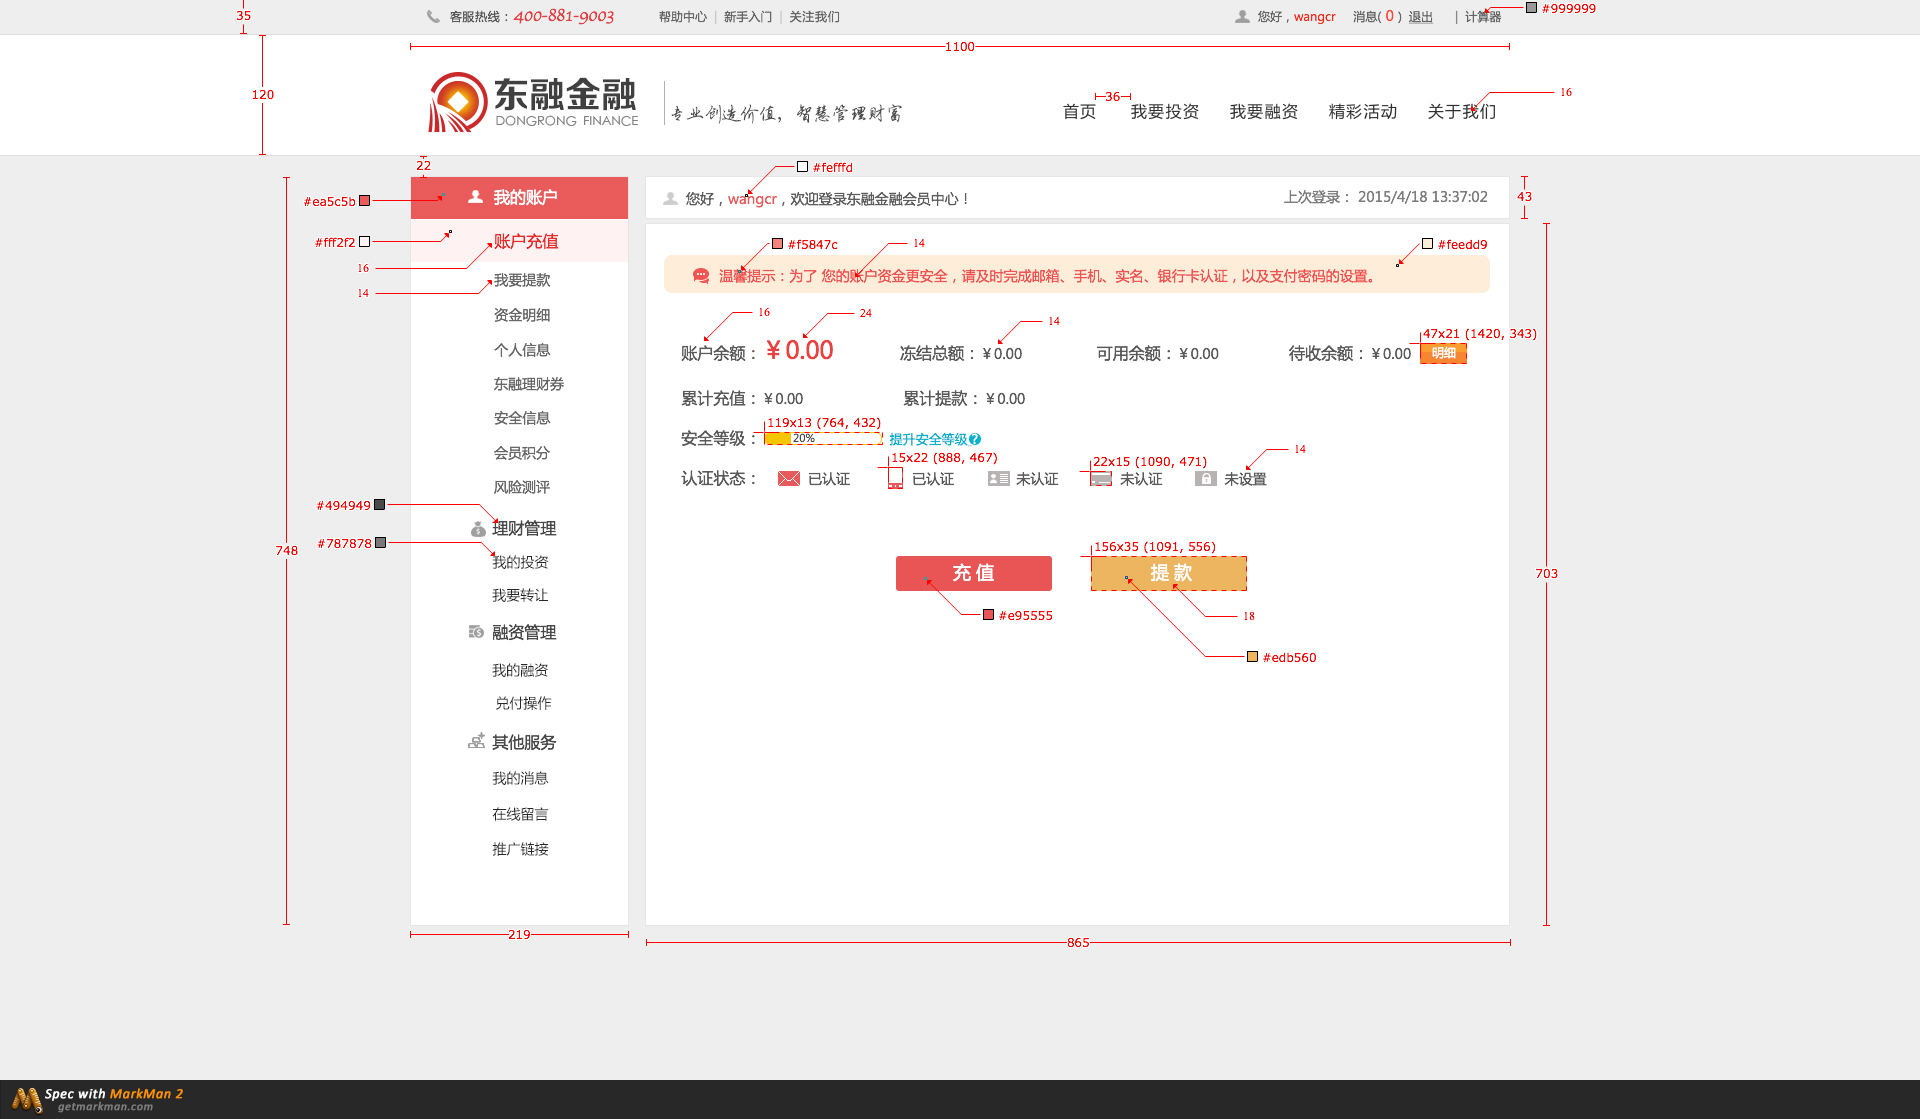 35
客服热线：400-881-9003 帮助中心 | 新手入门 | 关注我们
您好，wangcr 消息( 0 ) 退出 | 计算器
#999999
1100
120
东融金融
DONGRONG FINANCE
专业创造价值，智慧管理财富
36
首页 我要投资 我要融资 精彩活动 关于我们
16
22
#fefffd
#ea5c5b
我的账户
您好，wangcr，欢迎登录东融金融会员中心！
上次登录： 2015/4/18 13:37:02
43
#fff2f2
账户充值
16
14
#f5847c
14
#feedd9
温馨提示：为了 您的账户资金更安全，请及时完成邮箱、手机、实名、银行卡认证，以及支付密码的设置。
我要提款
资金明细
个人信息
东融理财券
安全信息
会员积分
风险测评
16
24
14
47x21 (1420, 343)
账户余额：￥0.00 冻结总额：￥0.00 可用余额：￥0.00 待收余额：￥0.00 明细
累计充值：￥0.00 累计提款：￥0.00
119x13 (764, 432)
安全等级： 20% 提升安全等级?
15x22 (888, 467)
22x15 (1090, 471)
14
认证状态： 已认证 已认证 未认证 未认证 未设置
#494949
理财管理
#787878
我的投资
我要转让
748
703
融资管理
我的融资
兑付操作
其他服务
我的消息
在线留言
推广链接
156x35 (1091, 556)
充值 提款
#e95555
18
#edb560
219
865
Spec with MarkMan 2
getmarkman.com